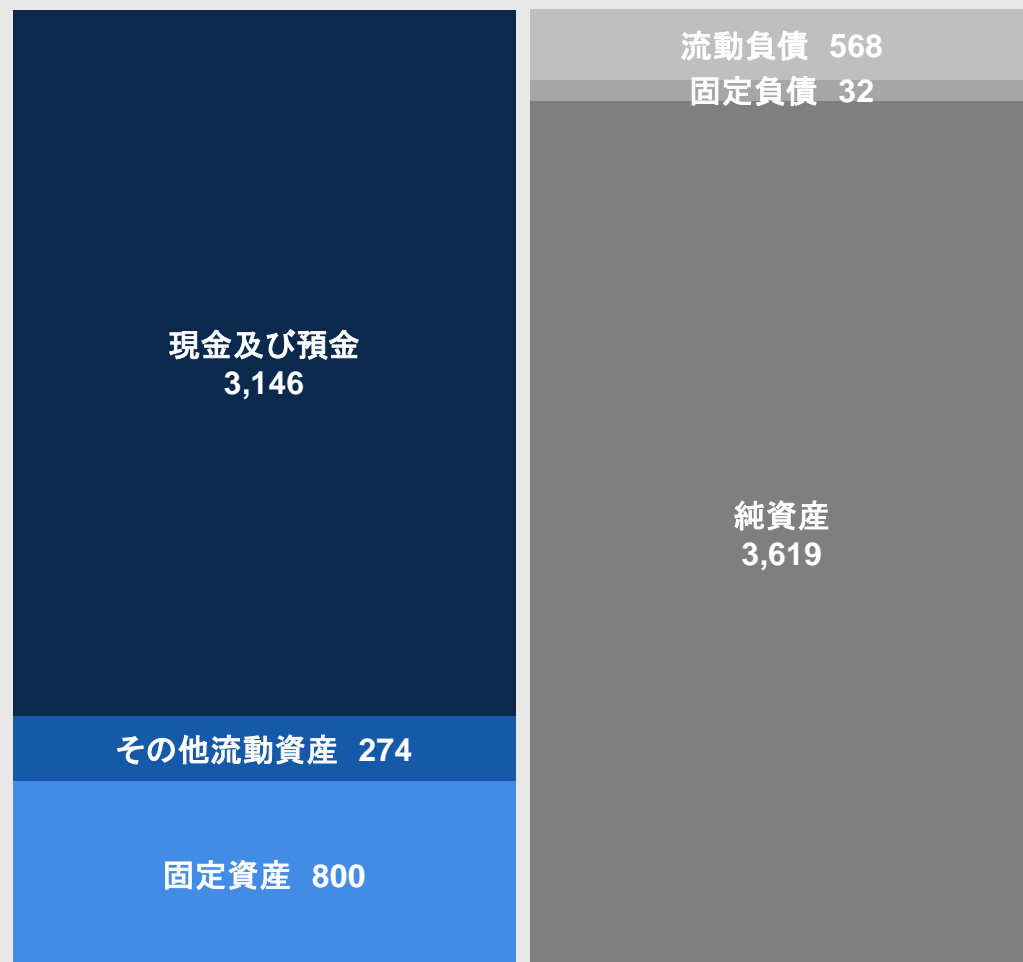 現金及び預金
3,146
その他流動資産 274
固定資産 800
流動負債 568
固定負債 32
純資産
3,619